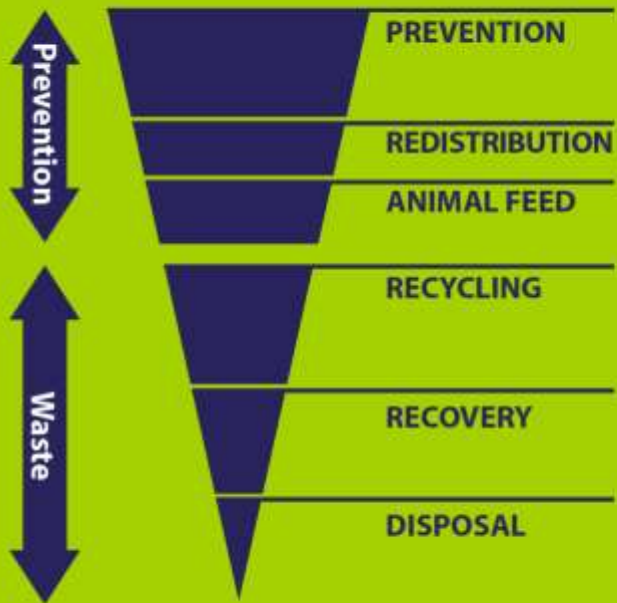 Prevention
PREVENTION
REDISTRIBUTION
ANIMAL FEED
Waste
RECYCLING
RECOVERY
DISPOSAL